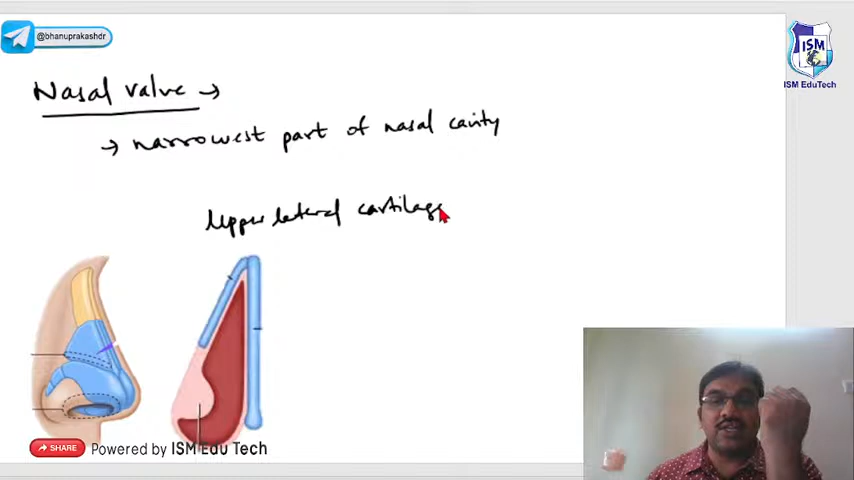 @bhanuprakashdr
ISM
ISM EduTech
Nasal valve →
→ narrowest part of nasal cavity
Upper lateral cartilage
SHARE
Powered by ISM Edu Tech